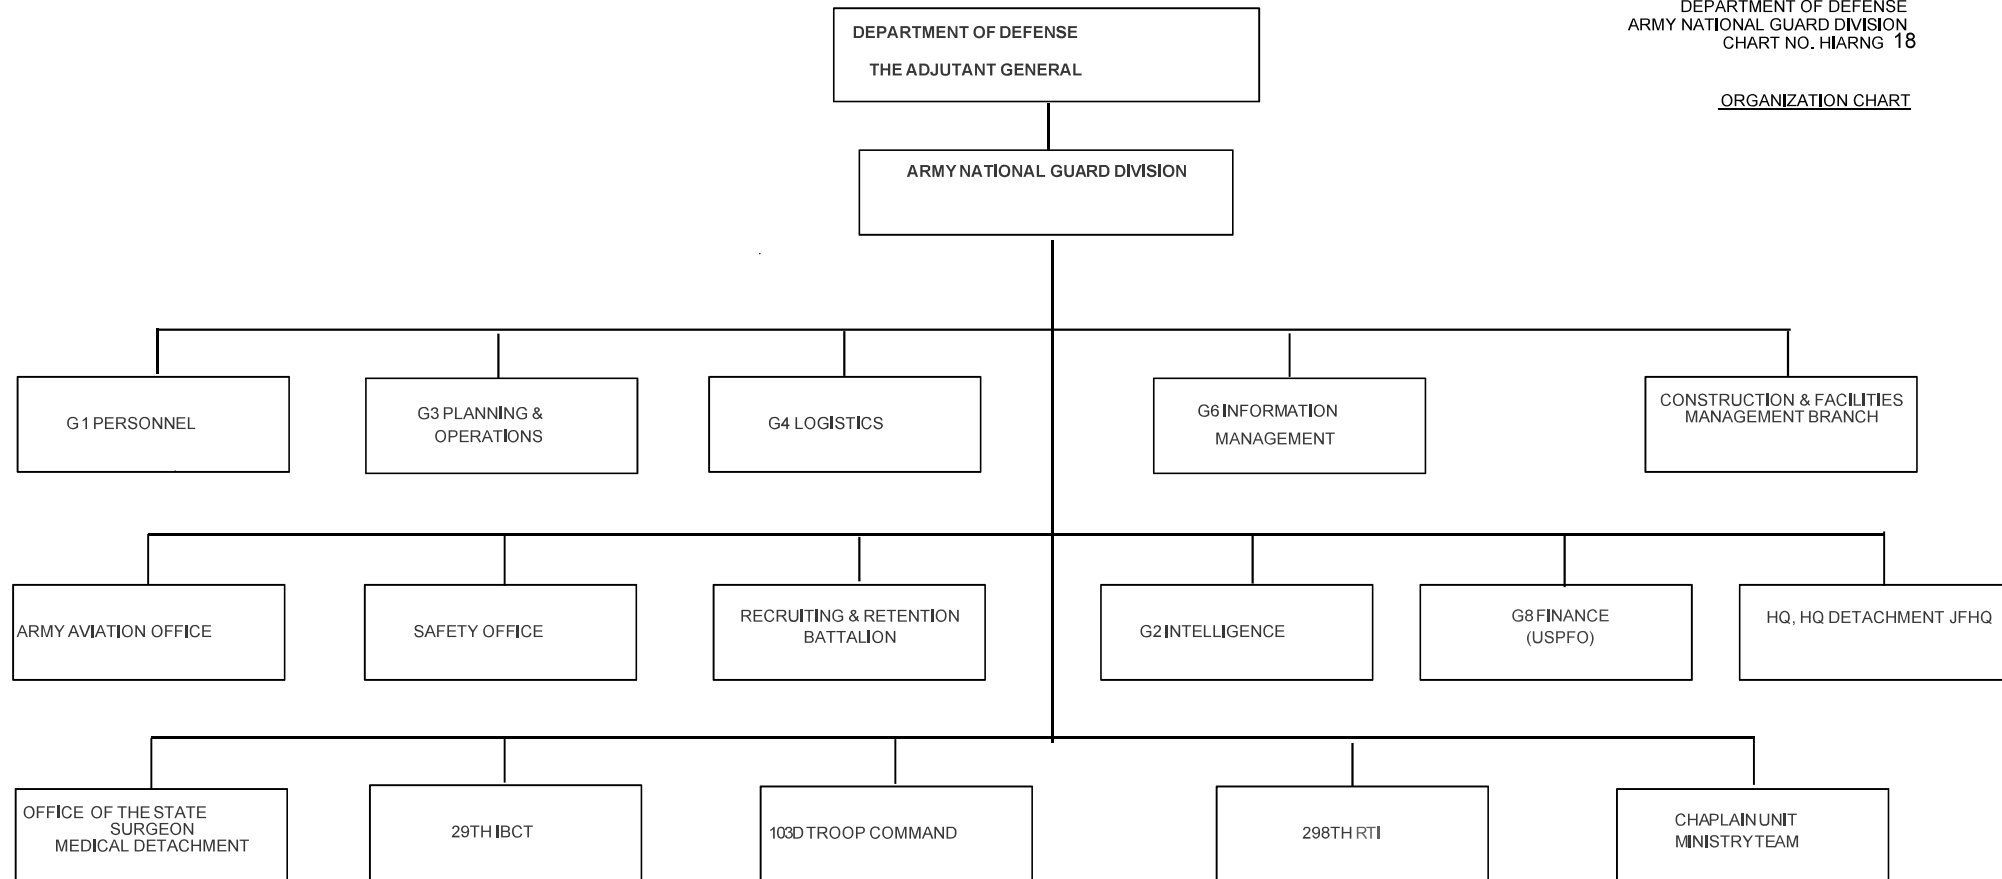 DEPARTMENT OF DEFENSE
ARMY NATIONAL GUARD DIVISION
CHART NO. HIARNG 18
ORGANIZATION CHART
DEPARTMENT OF DEFENSE
THE ADJUTANT GENERAL
ARMY NATIONAL GUARD DIVISION
G1 PERSONNEL
G3 PLANNING &
OPERATIONS
G4 LOGISTICS
G6 INFORMATION
MANAGEMENT
CONSTRUCTION & FACILITIES
MANAGEMENT BRANCH
ARMY AVIATION OFFICE
SAFETY OFFICE
RECRUITING & RETENTION
BATTALION
G2 INTELLIGENCE
G8 FINANCE
(USPFO)
HQ, HQ DETACHMENT JFHQ
OFFICE OF THE STATE
SURGEON
MEDICAL DETACHMENT
29TH IBCT
103D TROOP COMMAND
298TH RTI
CHAPLAIN UNIT
MINISTRY TEAM